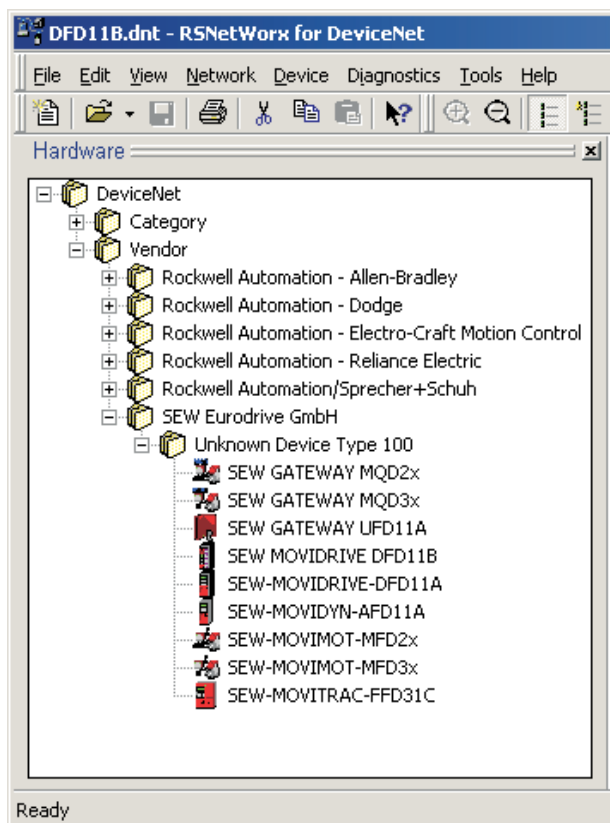 DFD11B.dnt - RSNetWorx for DeviceNet
File Edit View Network Device Diagnostics Tools Help
Hardware
DeviceNet
Category
Vendor
Rockwell Automation - Allen-Bradley
Rockwell Automation - Dodge
Rockwell Automation - Electro-Craft Motion Control
Rockwell Automation - Reliance Electric
Rockwell Automation/Sprecher+Schuh
SEW Eurodrive GmbH
Unknown Device Type 100
SEW GATEWAY MQD2x
SEW GATEWAY MQD3x
SEW GATEWAY UFD11A
SEW MOVIDRIVE DFD11B
SEW-MOVIDRIVE-DFD11A
SEW-MOVIDYN-AFD11A
SEW-MOVIMOT-MFD2x
SEW-MOVIMOT-MFD3x
SEW-MOVITRAC-FFD31C
Ready